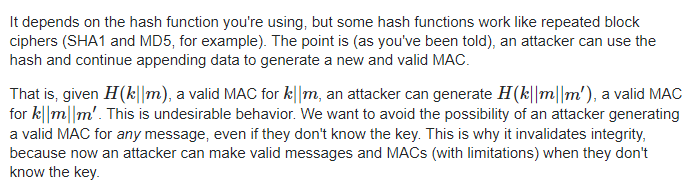 It depends on the hash function you're using, but some hash functions work like repeated block
ciphers (SHA1 and MD5, for example). The point is (as you've been told), an attacker can use the
hash and continue appending data to generate a new and valid MAC.
That is, given H(k||m), a valid MAC for k||m, an attacker can generate H(k||m||m′), a valid MAC
for k||m||m′. This is undesirable behavior. We want to avoid the possibility of an attacker generating
a valid MAC for any message, even if they don't know the key. This is why it invalidates integrity,
because now an attacker can make valid messages and MACs (with limitations) when they don't
know the key.